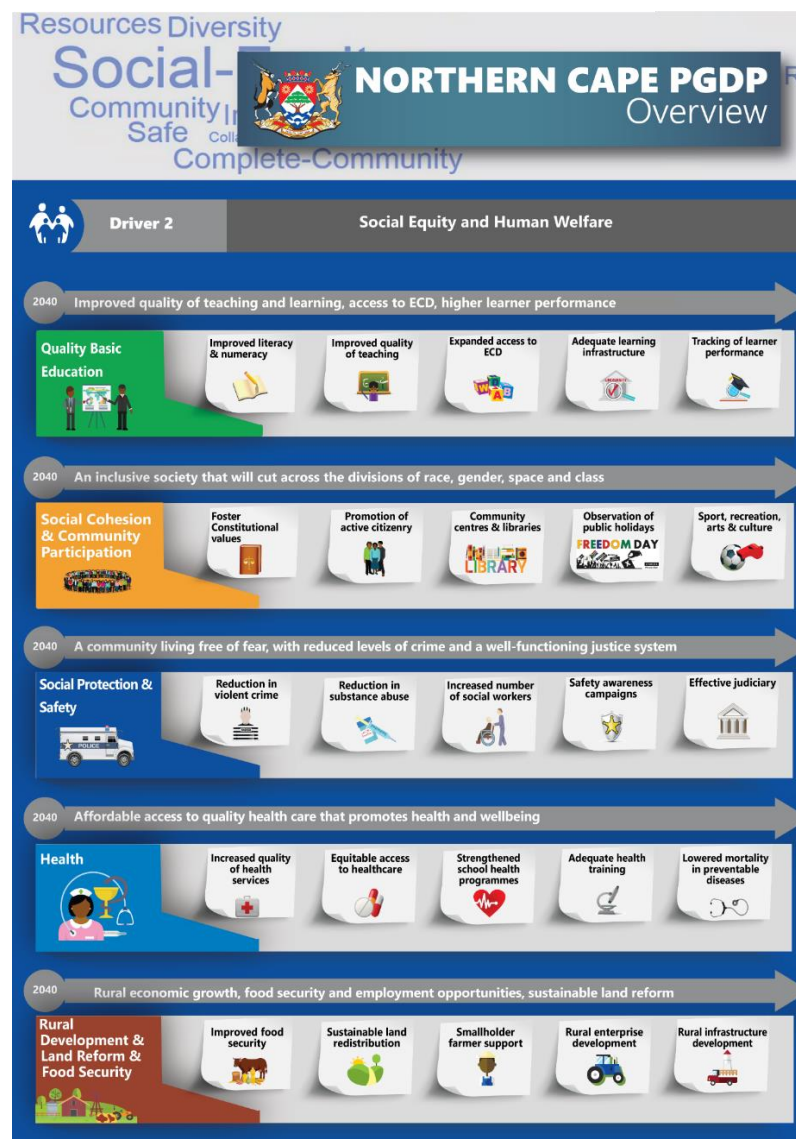 Resources Diversity
Social-
Community
Safe
Complete-Community
NORTHERN CAPE PGDP
Overview
Driver 2
Social Equity and Human Welfare
2040
Improved quality of teaching and learning, access to ECD, higher learner performance
Quality Basic
Education
Improved literacy
& numeracy
Improved quality
of teaching
Expanded access to
ECD
Adequate learning
infrastructure
Tracking of learner
performance
2040
An inclusive society that will cut across the divisions of race, gender, space and class
Social Cohesion
& Community
Participation
Foster
Constitutional
values
Promotion of
active citizenry
Community
centres & libraries
LIBRARY
Observation of
public holidays
FREEDOM DAY
Sport, recreation,
arts & culture
2040
A community living free of fear, with reduced levels of crime and a well-functioning justice system
Social Protection &
Safety
POLICE
Reduction in
violent crime
Reduction in
substance abuse
Increased number
of social workers
Safety awareness
campaigns
Effective judiciary
2040
Affordable access to quality health care that promotes health and wellbeing
Health
Increased quality
of health
services
Equitable access
to healthcare
Strengthened
school health
programmes
Adequate health
training
Lowered mortality
in preventable
diseases
2040
Rural economic growth, food security and employment opportunities, sustainable land reform
Rural
Development &
Land Reform &
Food Security
Improved food
security
Sustainable land
redistribution
Smallholder
farmer support
Rural enterprise
development
Rural infrastructure
development